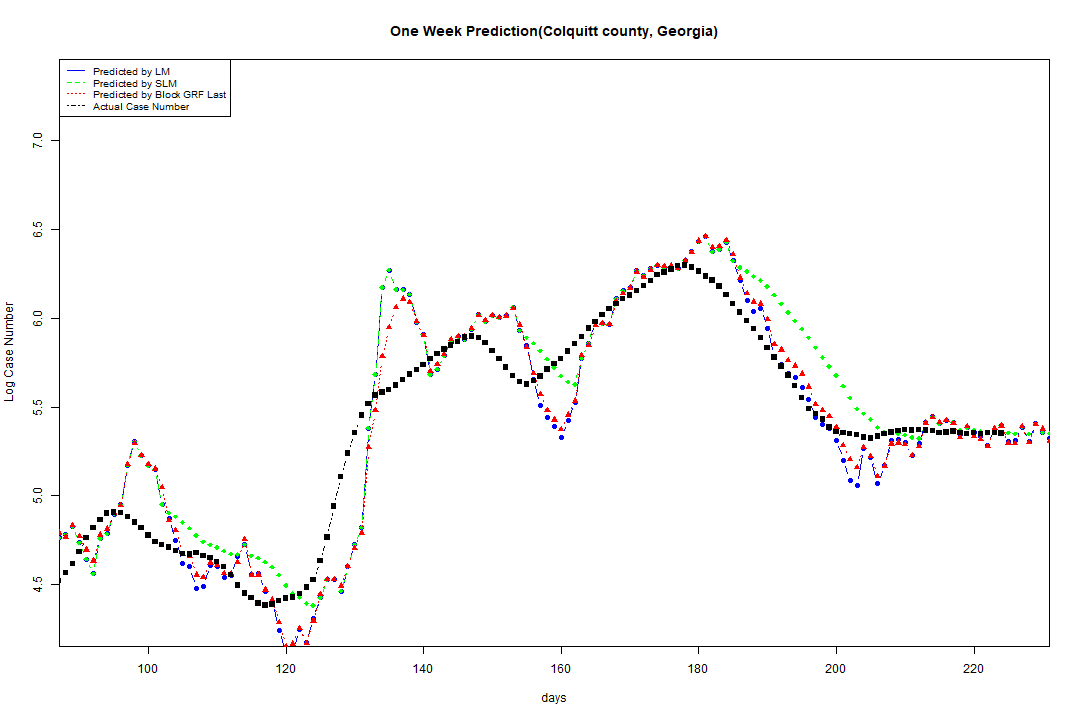 One Week Prediction(Colquitt county, Georgia)
Predicted by LM
Predicted by SLM
Predicted by Block GRF Last
Actual Case Number
7.0
6.5
6.0
5.5
5.0
4.5
Log Case Number
100 120 140 160 180 200 220
days